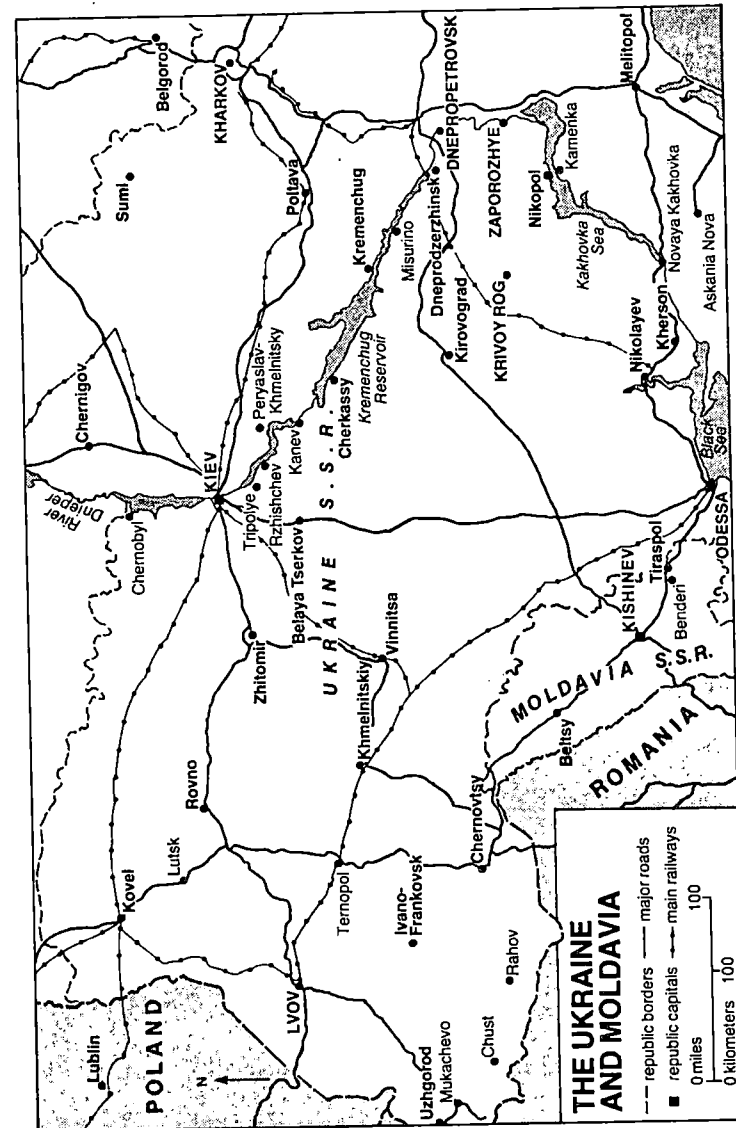 THE UKRAINE
AND MOLDAVIA
republic borders
major roads
republic capitals
main railways
0 miles
100
0 kilometers
100
N
POLAND
Lublin
Kovel
Lutsk
Rovno
LVOV
Uzhgofod
Mukachevo
Chust
Rahov
Ivano-
Frankovsk
Ternopol
Chernovtsy
Khmelnitskiy
Vinnitsa
Zhitomir
UKRAINE S.S.R.
Belaya Tserkov
River
Dnieper
Chernobyl
KIEV
Chernigov
Tripolye
Rzhishchev
Peryaslav-
Khmelnitsky
Kanev
Cherkassy
Kremenchug
Reservoir
Kremenchug
Misurino
Sumi
Belgorod
KHARKOV
Poltava
DNEPROPETROVSK
Dneprodzerzhinsk
Kirovograd
KRIVOY ROG
ZAPOROZHYE
Nikopol
Kamenka
Kakhovka
Sea
Melitopol
Novaya Kakhovka
Askania Nova
Kherson
Nikolayev
Black
Sea
ODESSA
Tiraspol
Benderi
KISHINEV
MOLDAVIA S.S.R.
Beltsy
ROMANIA